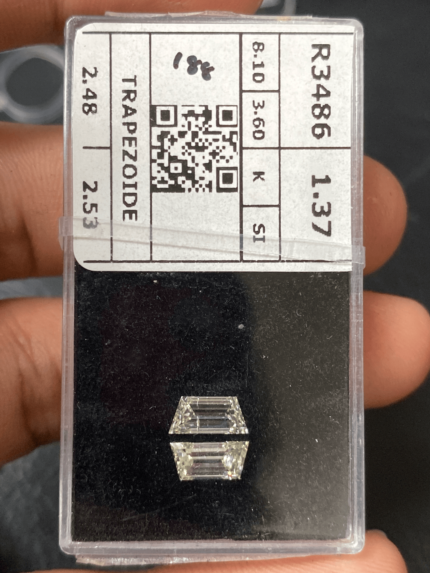 R3486 1.37
8.10 3.60 K SI
188
TRAPEZOIDE
2.48 2.53